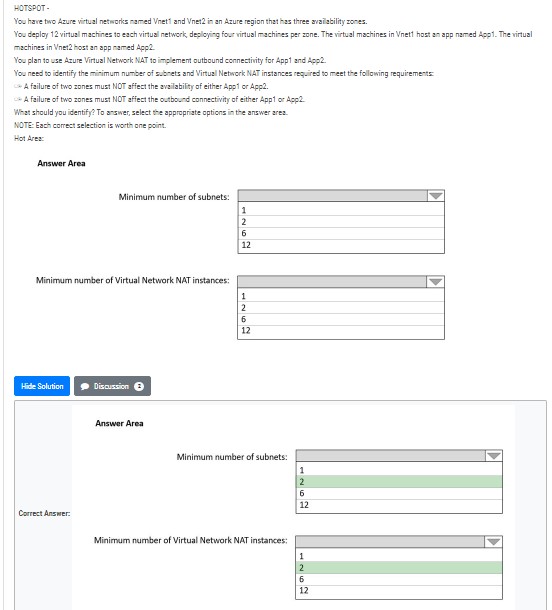 HOTSPOT -
You have two Azure virtual networks named Vnet1 and Vnet2 in an Azure region that has three availability zones.
You deploy 12 virtual machines to each virtual network, deploying four virtual machines per zone. The virtual machines in Vnet1 host an app named App1. The virtual
machines in Vnet2 host an app named App2.
You plan to use Azure Virtual Network NAT to implement outbound connectivity for App1 and App2.
You need to identify the minimum number of subnets and Virtual Network NAT instances required to meet the following requirements:
A failure of two zones must NOT affect the availability of either App1 or App2.
A failure of two zones must NOT affect the outbound connectivity of either App1 or App2.
What should you identify? To answer, select the appropriate options in the answer area.
NOTE: Each correct selection is worth one point.
Hot Area:
Answer Area
Minimum number of subnets:
1
2
6
12
Minimum number of Virtual Network NAT instances:
1
2
6
12
Hide Solution
Discussion
Answer Area
Minimum number of subnets:
1
2
6
12
Correct Answer:
Minimum number of Virtual Network NAT instances:
1
2
6
12